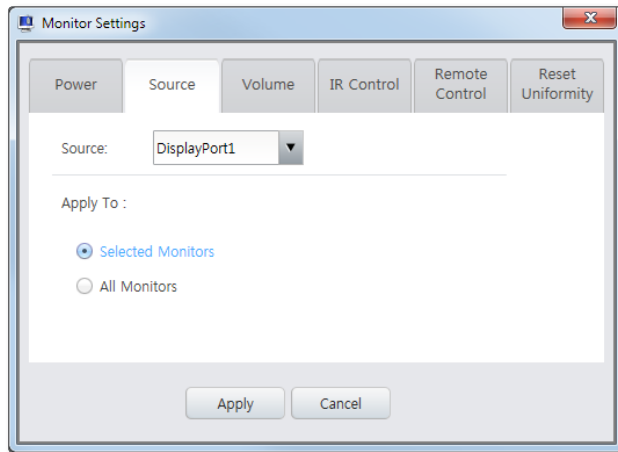 Monitor Settings
Power
Source
Volume
IR Control
Remote
Control
Reset
Uniformity
Source:
DisplayPort1
Apply To :
Selected Monitors
All Monitors
Apply
Cancel